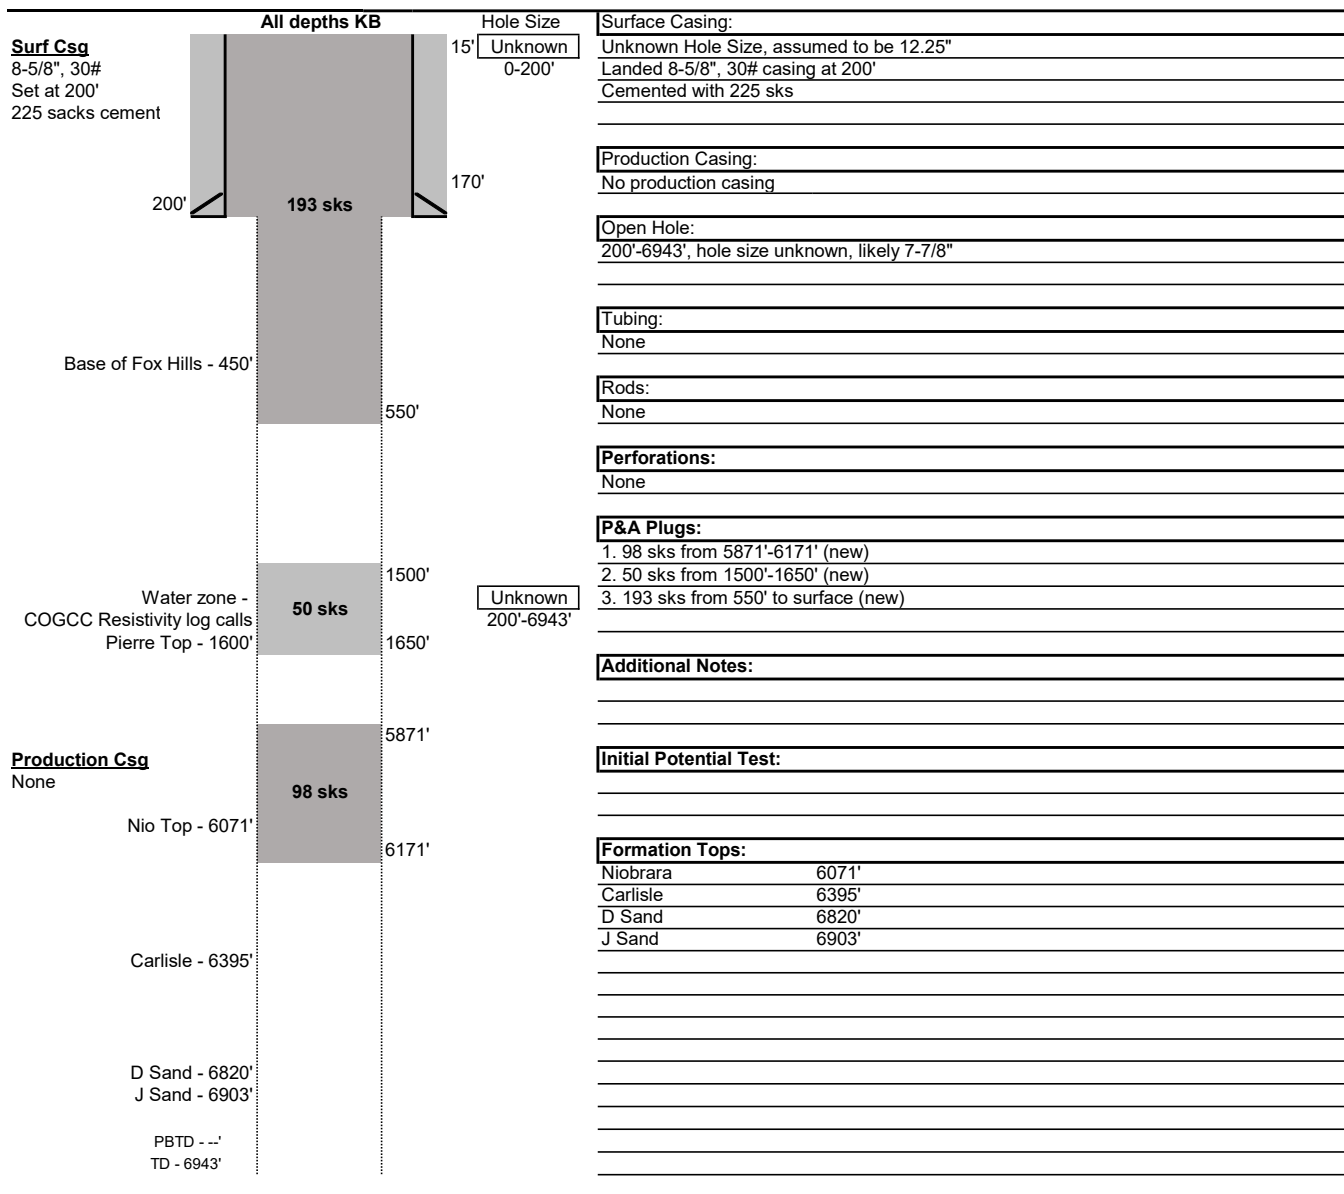 All depths KB
Hole Size
Surf Csg
8-5/8", 30#
Set at 200'
225 sacks cement
15'
Unknown
0-200'
170'
200'
193 sks
Base of Fox Hills - 450'
550'
1500'
Water zone -
COGCC Resistivity log calls
Pierre Top - 1600'
50 sks
1650'
Unknown
200'-6943'
5871'
Production Csg
None
98 sks
Nio Top - 6071'
6171'
Carlisle - 6395'
D Sand - 6820'
J Sand - 6903'
PBTD - --'
TD - 6943'
Surface Casing:
Unknown Hole Size, assumed to be 12.25"
Landed 8-5/8", 30# casing at 200'
Cemented with 225 sks
Production Casing:
No production casing
Open Hole:
200'-6943', hole size unknown, likely 7-7/8"
Tubing:
None
Rods:
None
Perforations:
None
P&A Plugs:
1. 98 sks from 5871'-6171' (new)
2. 50 sks from 1500'-1650' (new)
3. 193 sks from 550' to surface (new)
Additional Notes:
Initial Potential Test:
Formation Tops:
Niobrara 6071'
Carlisle 6395'
D Sand 6820'
J Sand 6903'